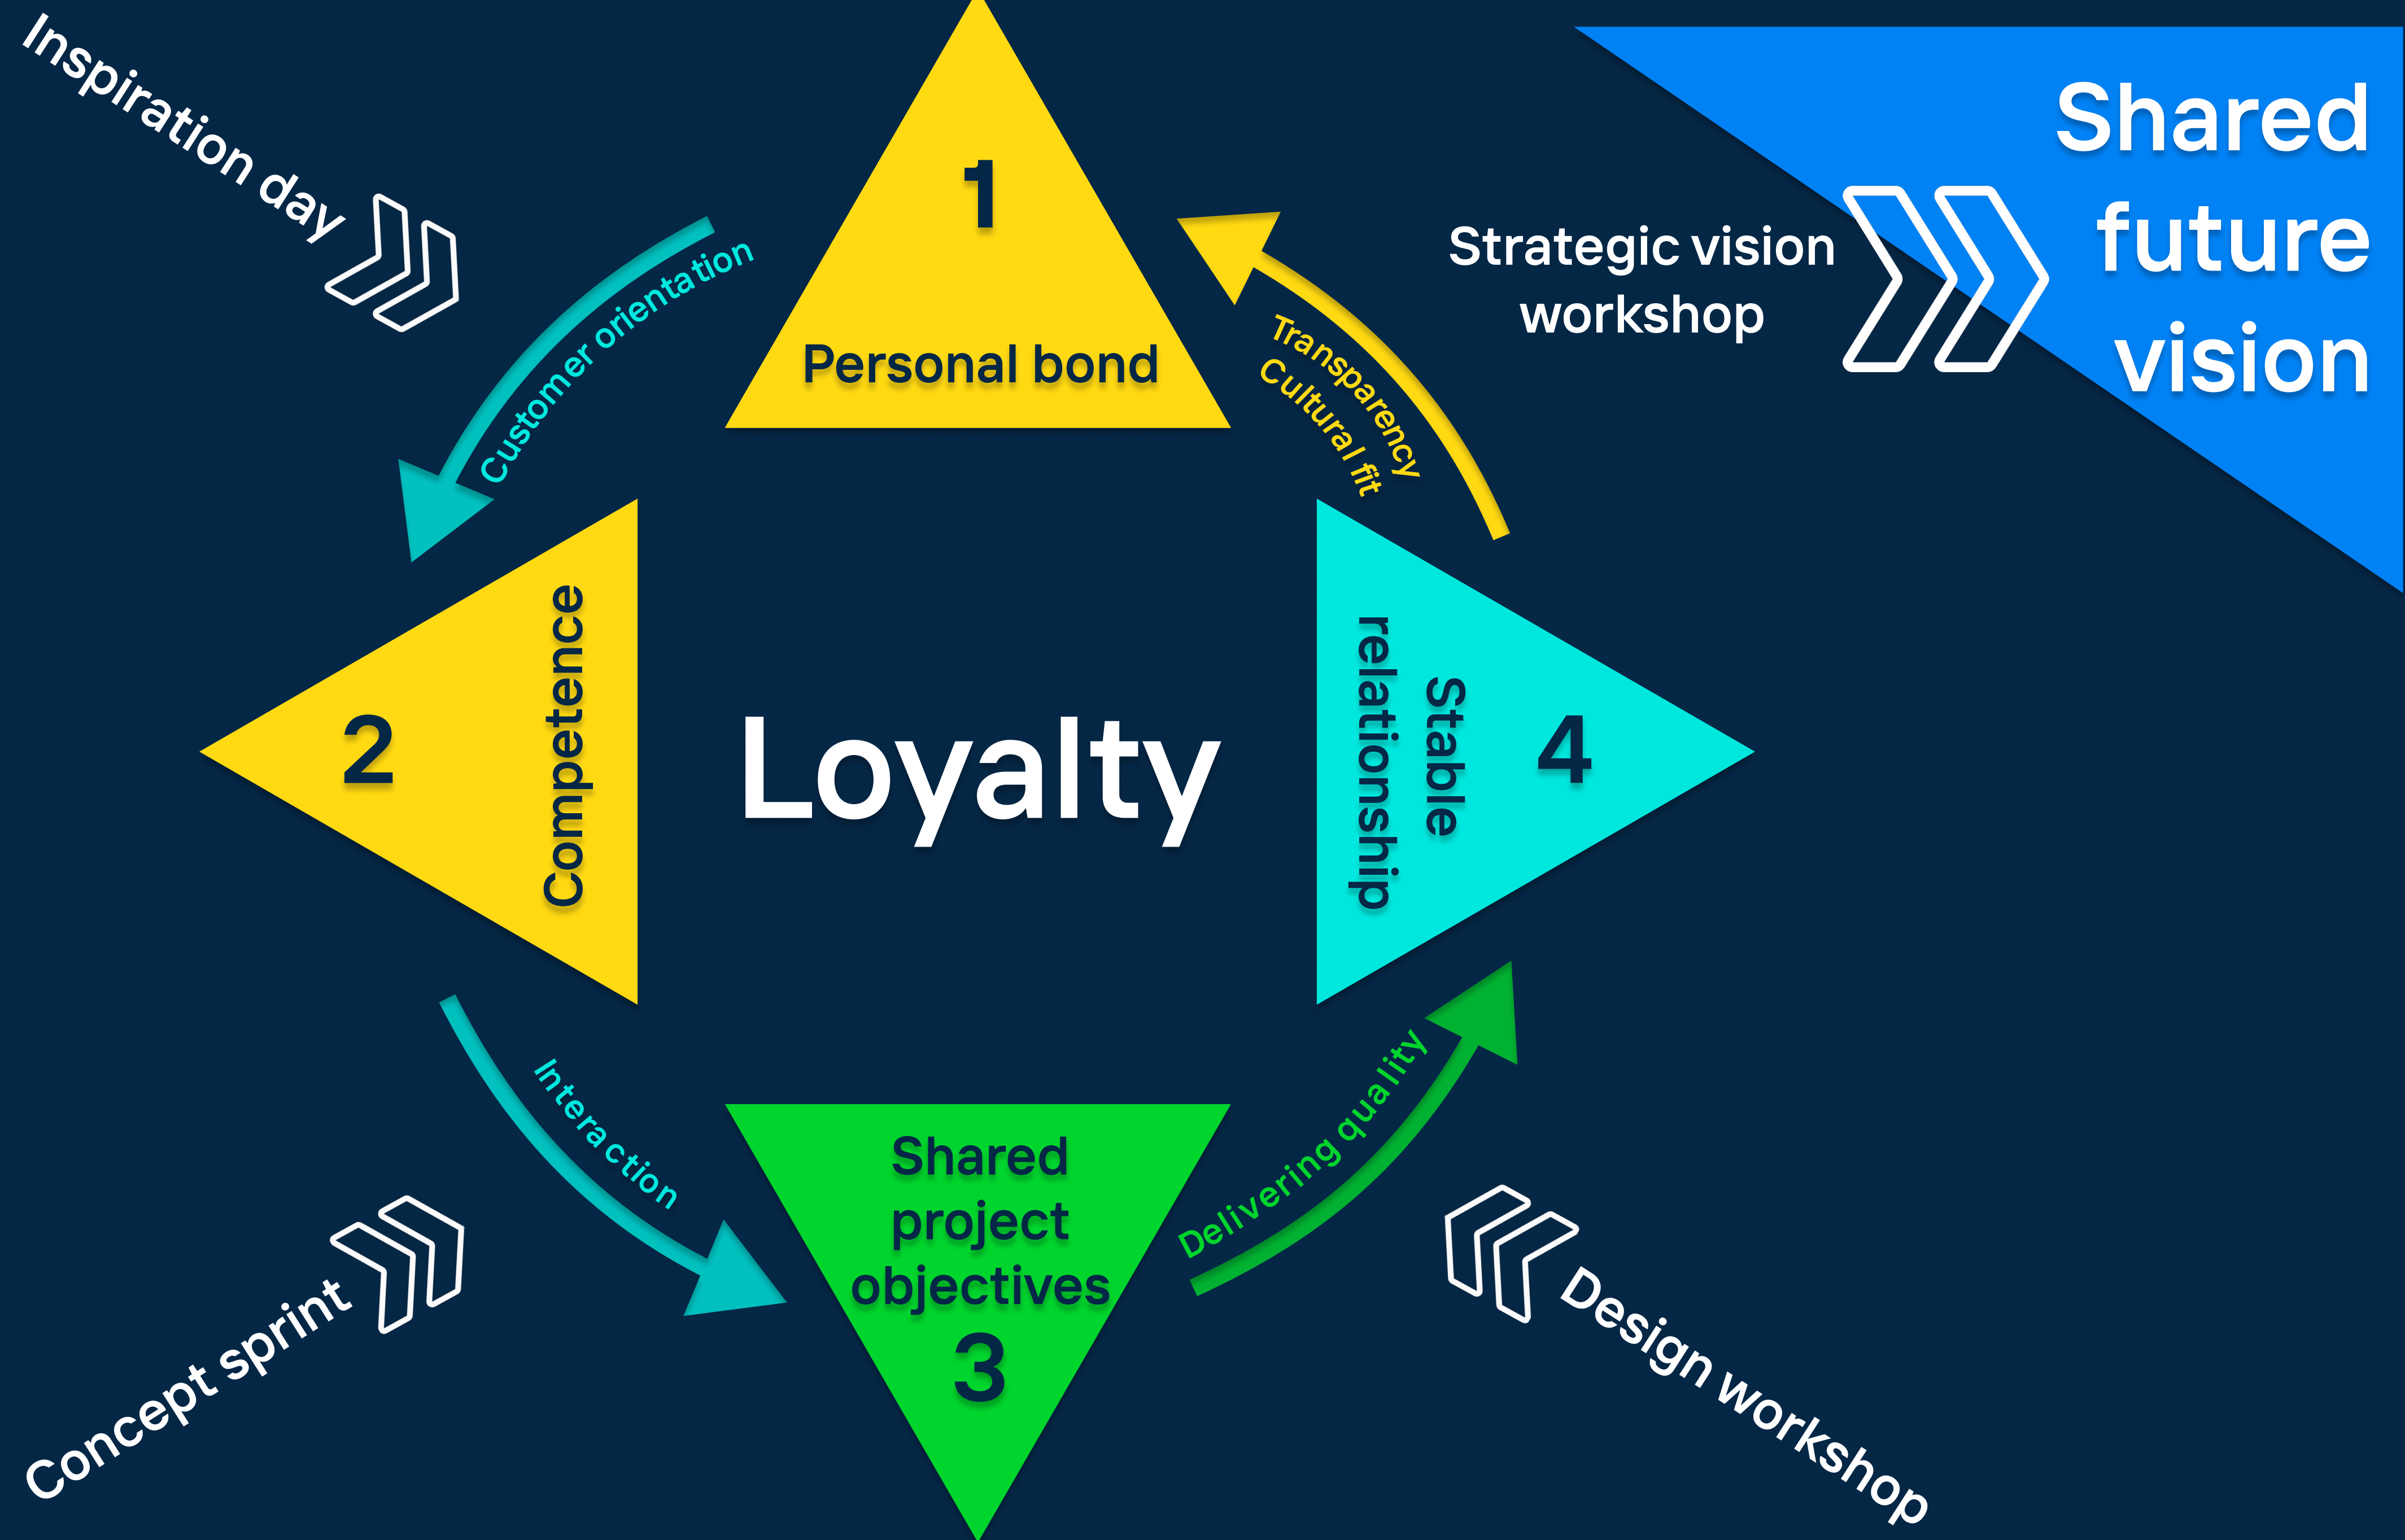 Inspiration day
1
Personal bond
Customer orientation
Transparency
Cultural fit
Strategic vision
workshop
Shared
future
vision
2
Competence
Loyalty
Stable
relationship
4
Interaction
Shared
project
objectives
3
Delivering quality
Concept sprint
Design workshop